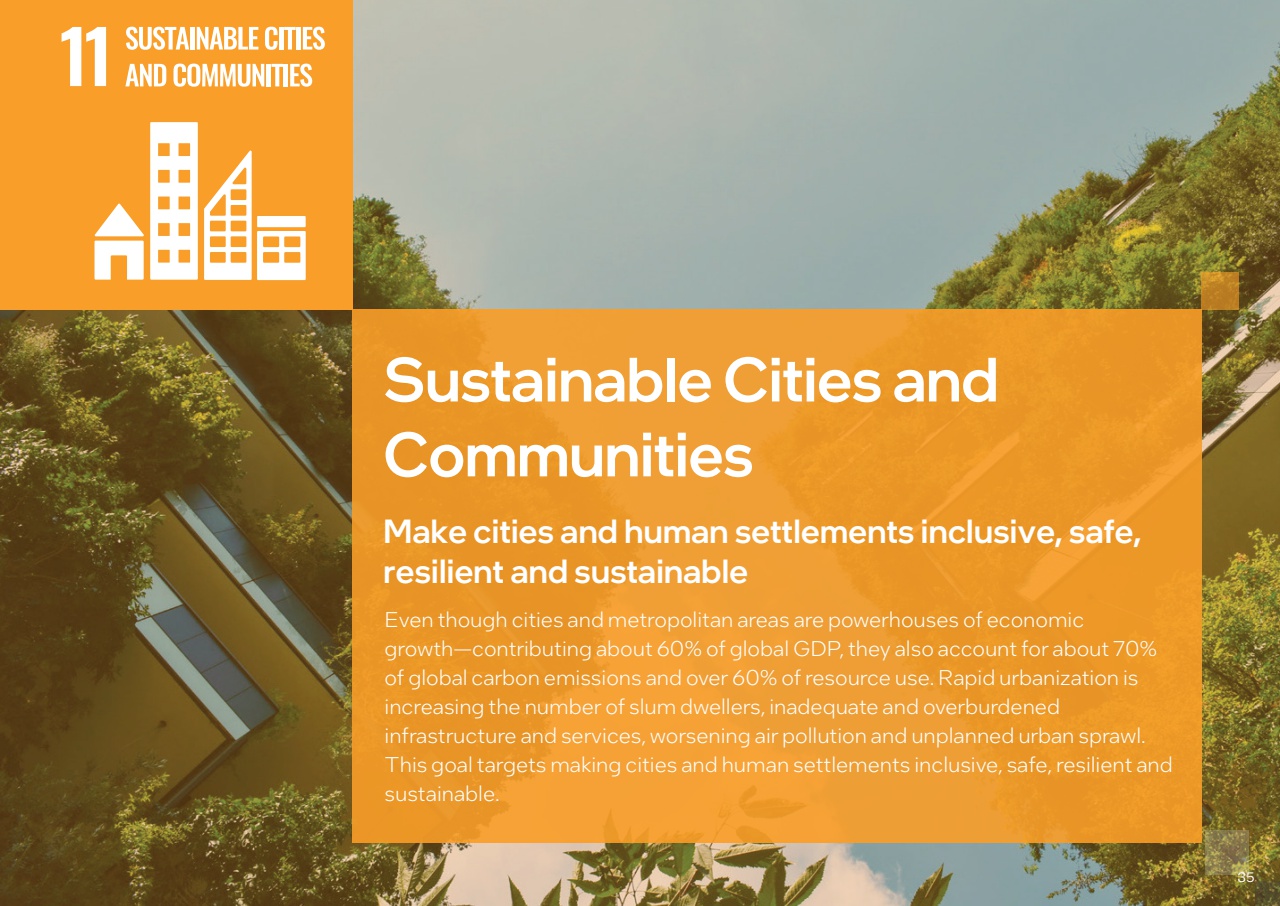 11 SUSTAINABLE CITIES
AND COMMUNITIES
Sustainable Cities and
Communities
Make cities and human settlements inclusive, safe,
resilient and sustainable
Even though cities and metropolitan areas are powerhouses of economic
growth—contributing about 60% of global GDP, they also account for about 70%
of global carbon emissions and over 60% of resource use. Rapid urbanization is
increasing the number of slum dwellers, inadequate and overburdened
infrastructure and services, worsening air pollution and unplanned urban sprawl.
This goal targets making cities and human settlements inclusive, safe, resilient and
sustainable.
35